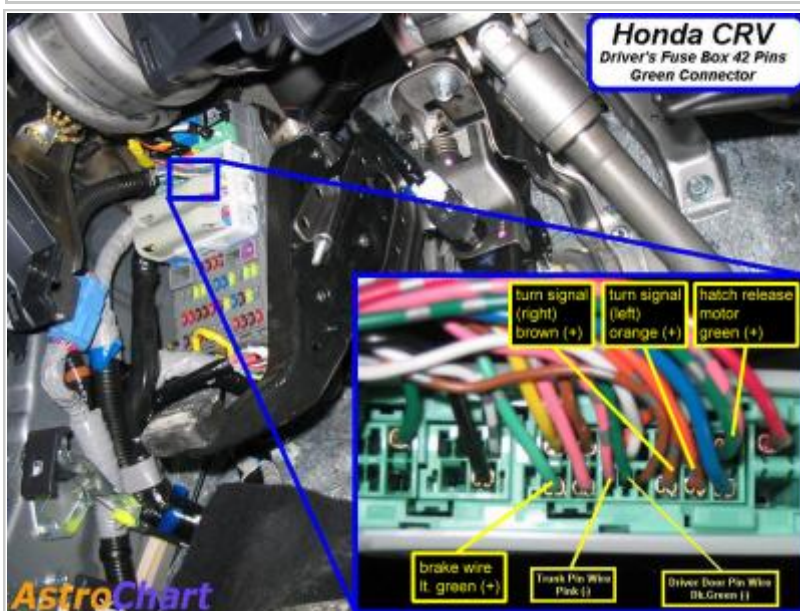 Honda CRV
Driver's Fuse Box 42 Pins
Green Connector
turn signal
(right)
brown (+)
turn signal
(left)
orange (+)
hatch release
motor
green (+)
brake wire
lt. green (+)
Trunk Pin Wire
Pink (-)
Driver Door Pin Wire
Dk.Green (-)
AstroChart